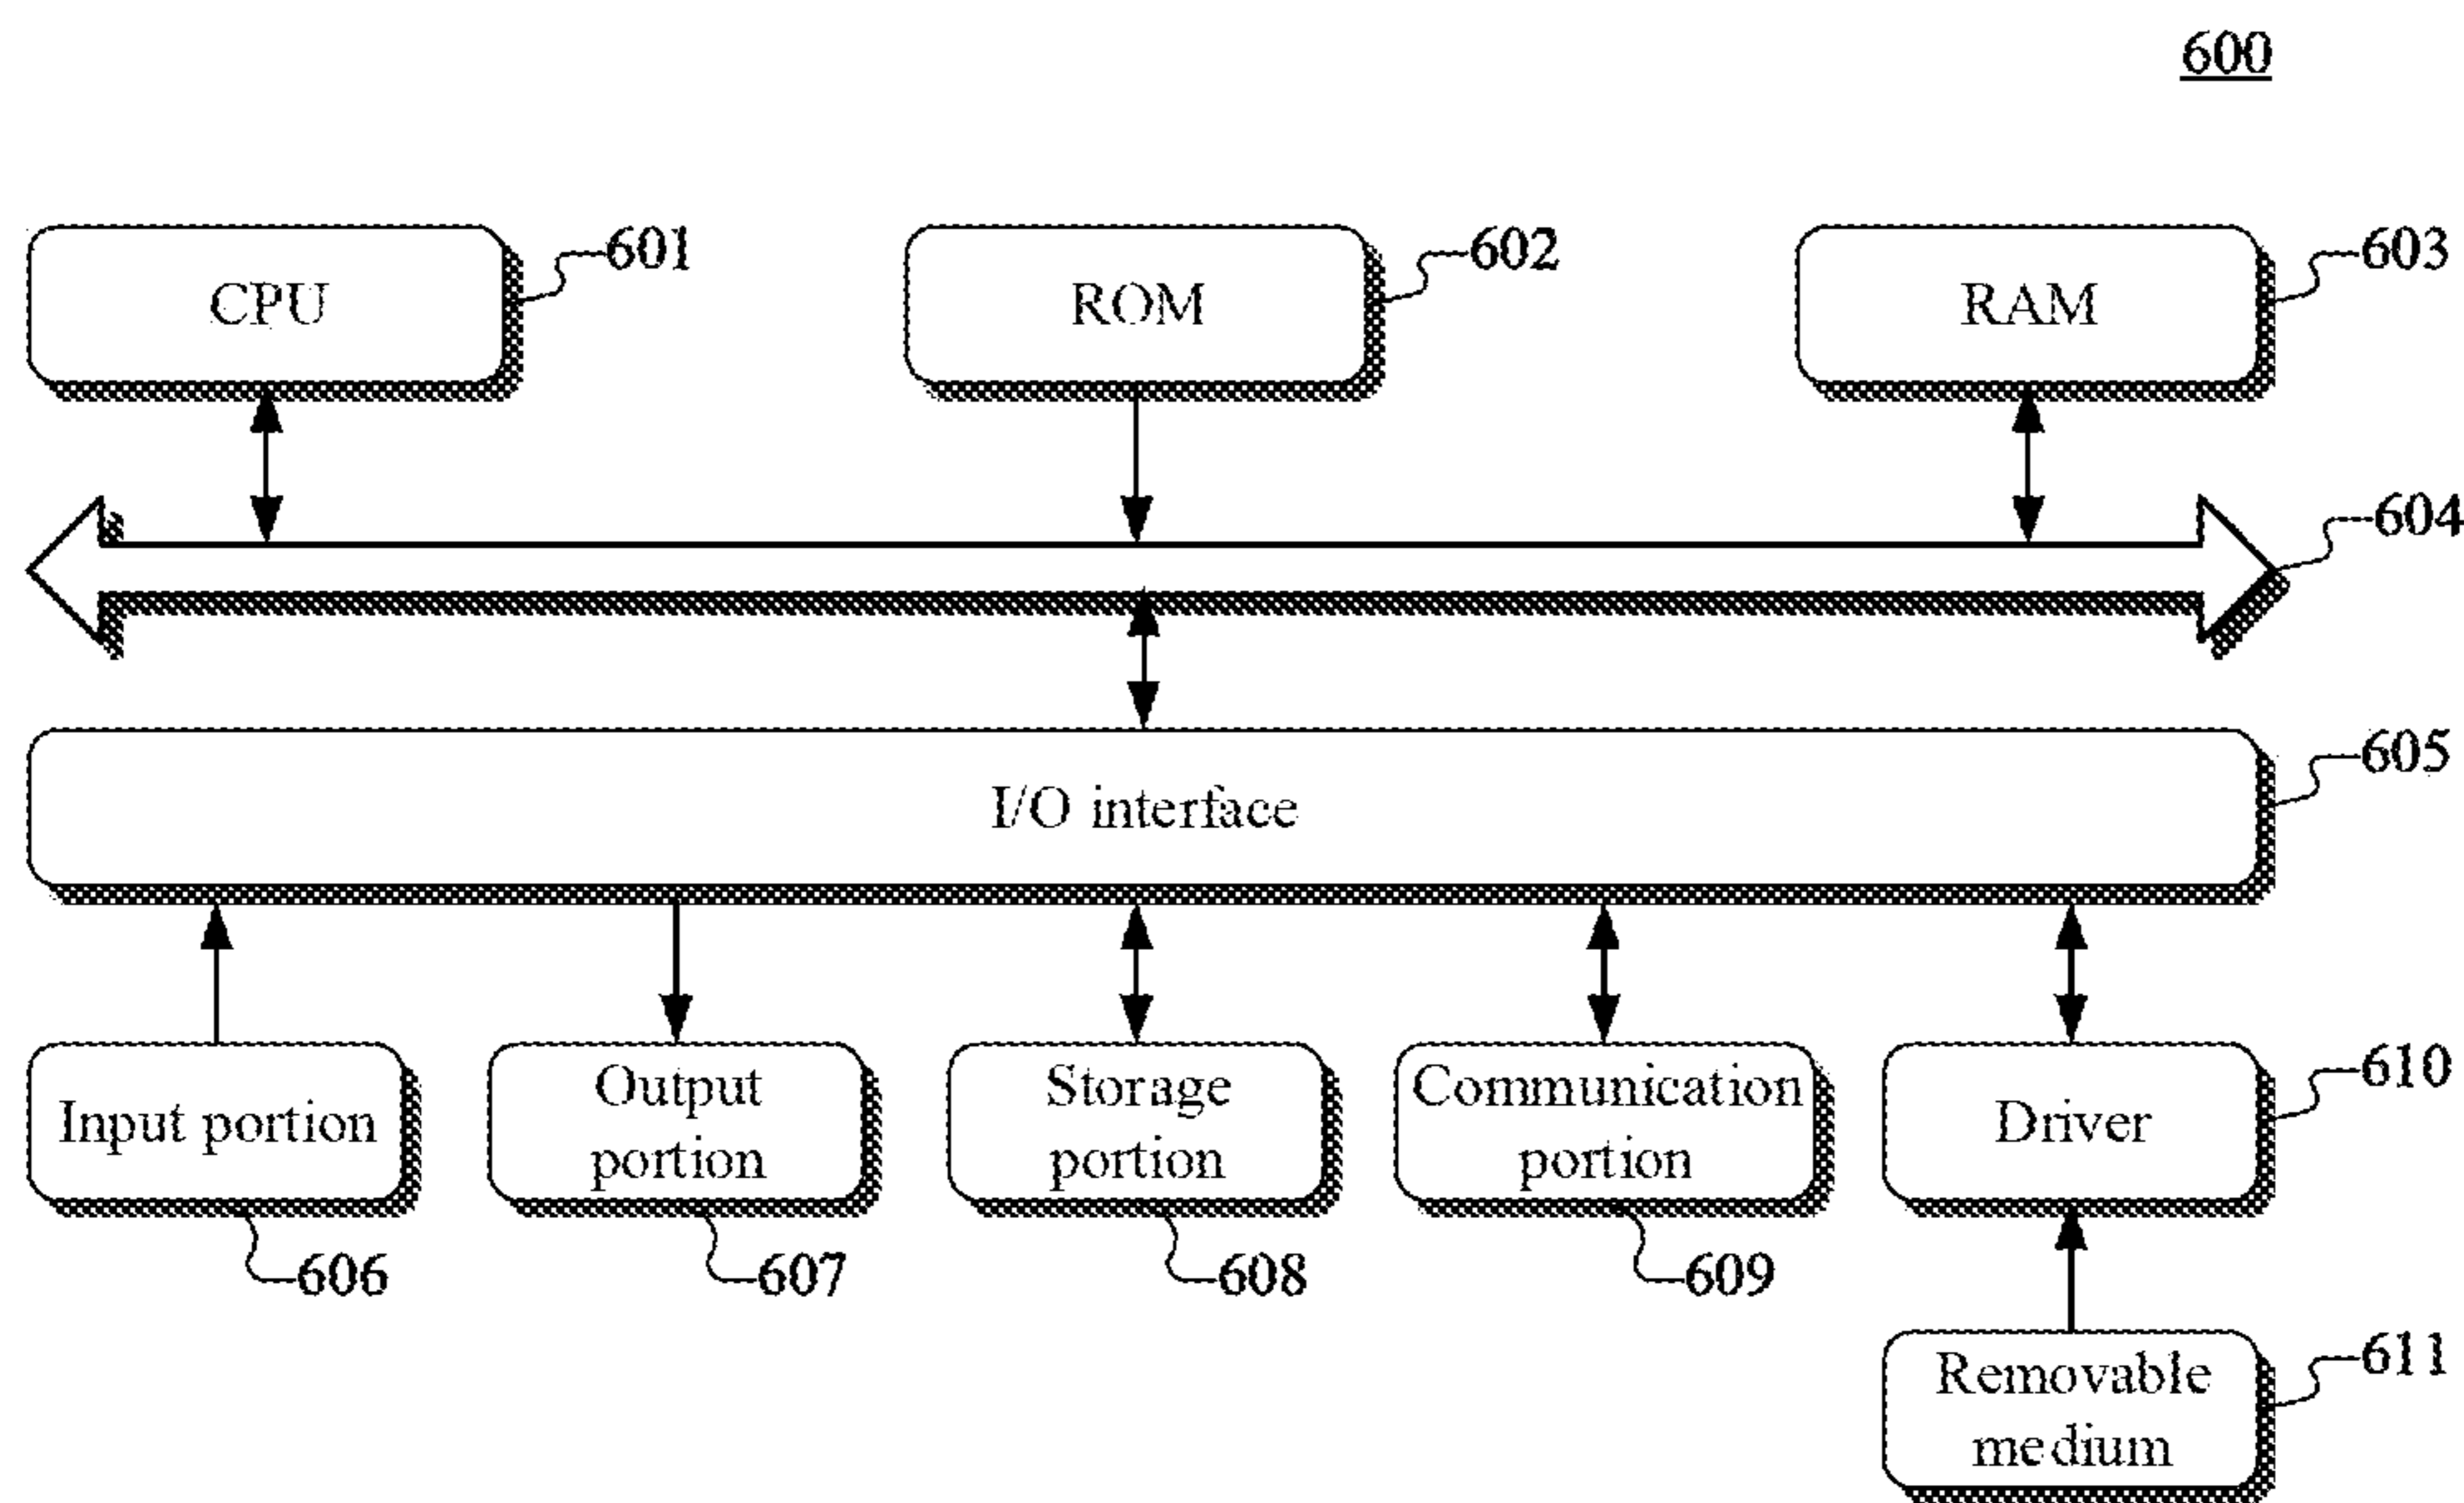 600
CPU
601
ROM
602
RAM
603
604
I/O interface
605
Input portion
606
Output
portion
607
Storage
portion
608
Communication
portion
609
Driver
610
Removable
medium
611